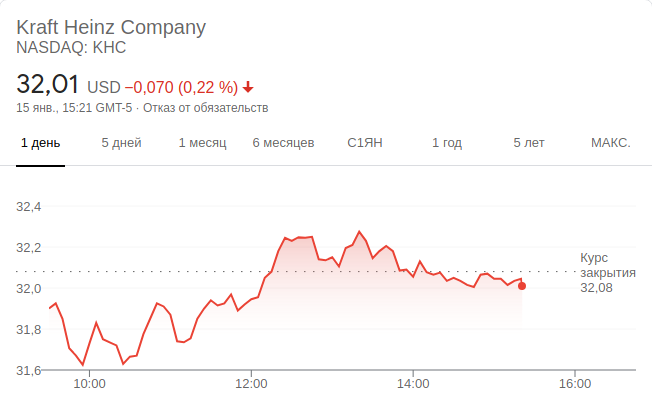 Kraft Heinz Company
NASDAQ: KHC
32,01 USD −0,070 (0,22 %)
15 янв., 15:21 GMT-5 · Отказ от обязательств
1 день 5 дней 1 месяц 6 месяцев С1ЯН 1 год 5 лет МАКС.
32,4
32,2
Курс
закрытия
32,08
32,0
31,8
31,6
10:00 12:00 14:00 16:00